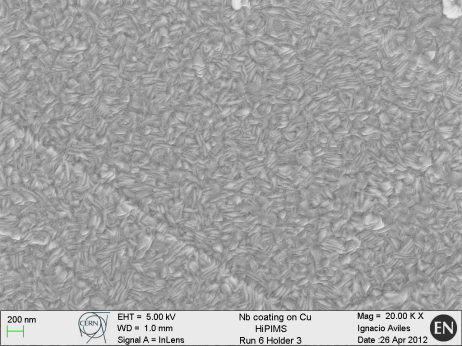 200 nm
CERN
EHT = 5.00 kV
WD = 1.0 mm
Signal A = InLens
Nb coating on Cu
HiPIMS
Run 6 Holder 3
Mag = 20.00 K X
Ignacio Aviles
Date :26 Apr 2012
EN